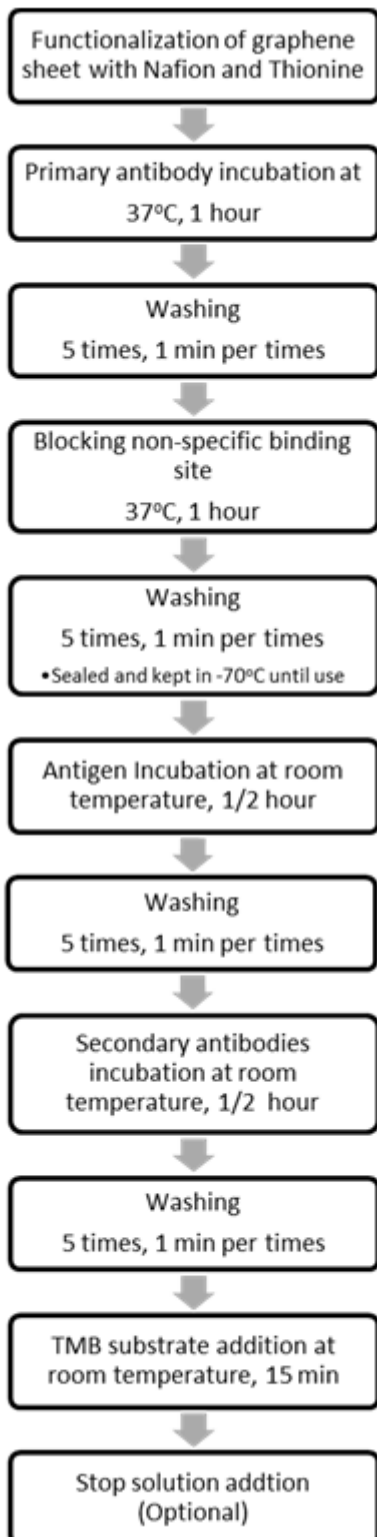 Functionalization of graphene
sheet with Nafion and Thionine
Primary antibody incubation at
37°C, 1 hour
Washing
5 times, 1 min per times
Blocking non-specific binding
site
37°C, 1 hour
Washing
5 times, 1 min per times
•Sealed and kept in -70°C until use
Antigen Incubation at room
temperature, 1/2 hour
Washing
5 times, 1 min per times
Secondary antibodies
incubation at room
temperature, 1/2 hour
Washing
5 times, 1 min per times
TMB substrate addition at
room temperature, 15 min
Stop solution addtion
(Optional)